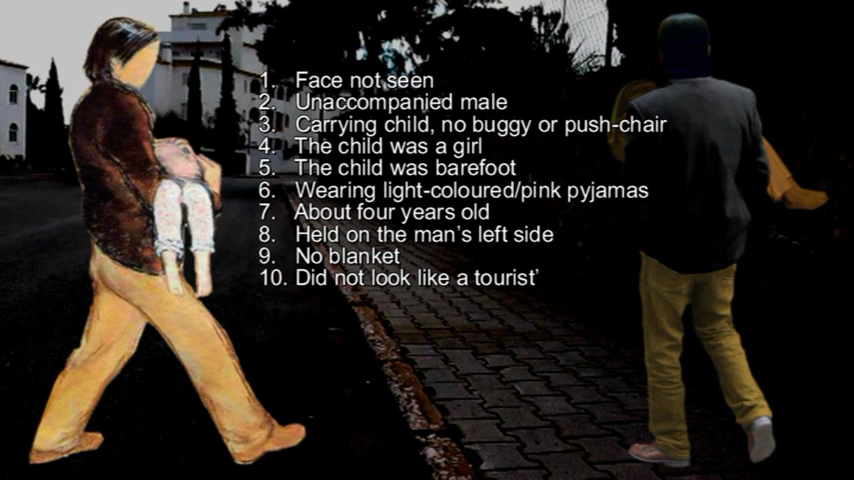 1. Face not seen
2. Unaccompanied male
3. Carrying child, no buggy or push-chair
4. The child was a girl
5. The child was barefoot
6. Wearing light-coloured/pink pyjamas
7. About four years old
8. Held on the man's left side
9. No blanket
10. Did not look like a tourist’